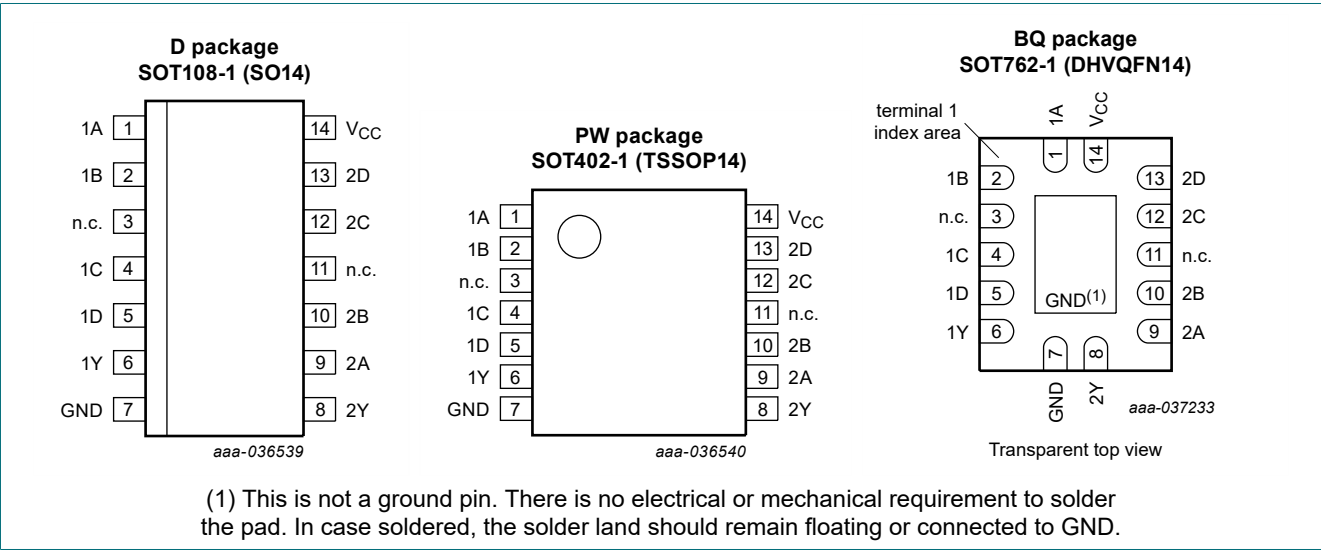 D package
SOT108-1 (SO14)
1A 1 14 VCC
1B 2 13 2D
n.c. 3 12 2C
1C 4 11 n.c.
1D 5 10 2B
1Y 6 9 2A
GND 7 8 2Y
aaa-036539
PW package
SOT402-1 (TSSOP14)
1A 1 14 VCC
1B 2 13 2D
n.c. 3 12 2C
1C 4 11 n.c.
1D 5 10 2B
1Y 6 9 2A
GND 7 8 2Y
aaa-036540
BQ package
SOT762-1 (DHVQFN14)
terminal 1
index area
1A VCC
1 14
1B 2 13 2D
n.c. 3 12 2C
1C 4 11 n.c.
1D 5 GND(1) 10 2B
1Y 6 9 2A
7 8
GND 2Y
aaa-037233
Transparent top view
(1) This is not a ground pin. There is no electrical or mechanical requirement to solder
the pad. In case soldered, the solder land should remain floating or connected to GND.